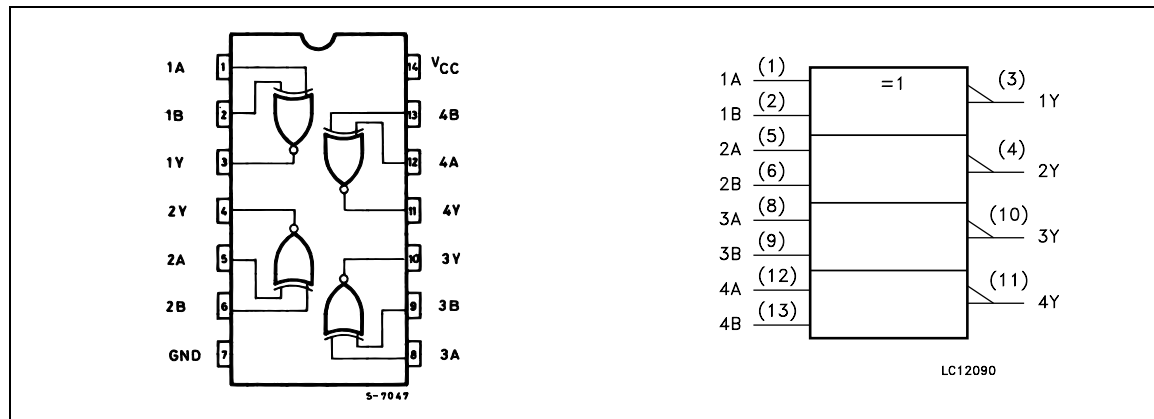 1A 1 14 VCC
1B 2 13 4B
1Y 3 12 4A
2Y 4 11 4Y
2A 5 10 3Y
2B 6 9 3B
GND 7 8 3A
S-7047
=1
1A (1) (3) 1Y
1B (2)
2A (5) (4) 2Y
2B (6)
3A (8) (10) 3Y
3B (9)
4A (12) (11) 4Y
4B (13)
LC12090